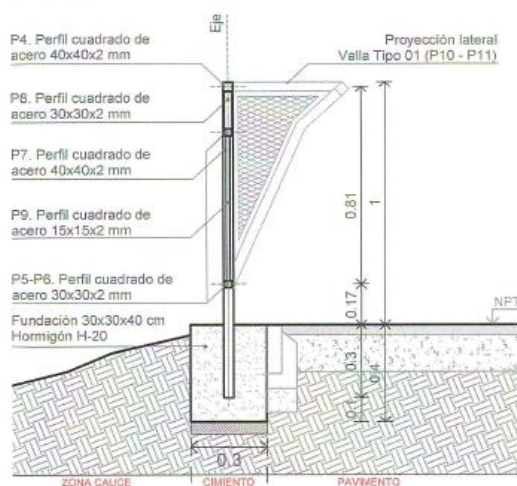 Eje
P4. Perfil cuadrado de
acero 40x40x2 mm
Proyección lateral
Valla Tipo 01 (P10 - P11)
P8. Perfil cuadrado de
acero 30x30x2 mm
P7. Perfil cuadrado de
acero 40x40x2 mm
P9. Perfil cuadrado de
acero 15x15x2 mm
P5-P6. Perfil cuadrado de
acero 30x30x2 mm
Fundación 30x30x40 cm
Hormigón H-20
0.81
1
0.17
NPT
0.3
0.4
0.1
0.3
ZONA CAUCE
CIMIENTO
PAVIMENTO